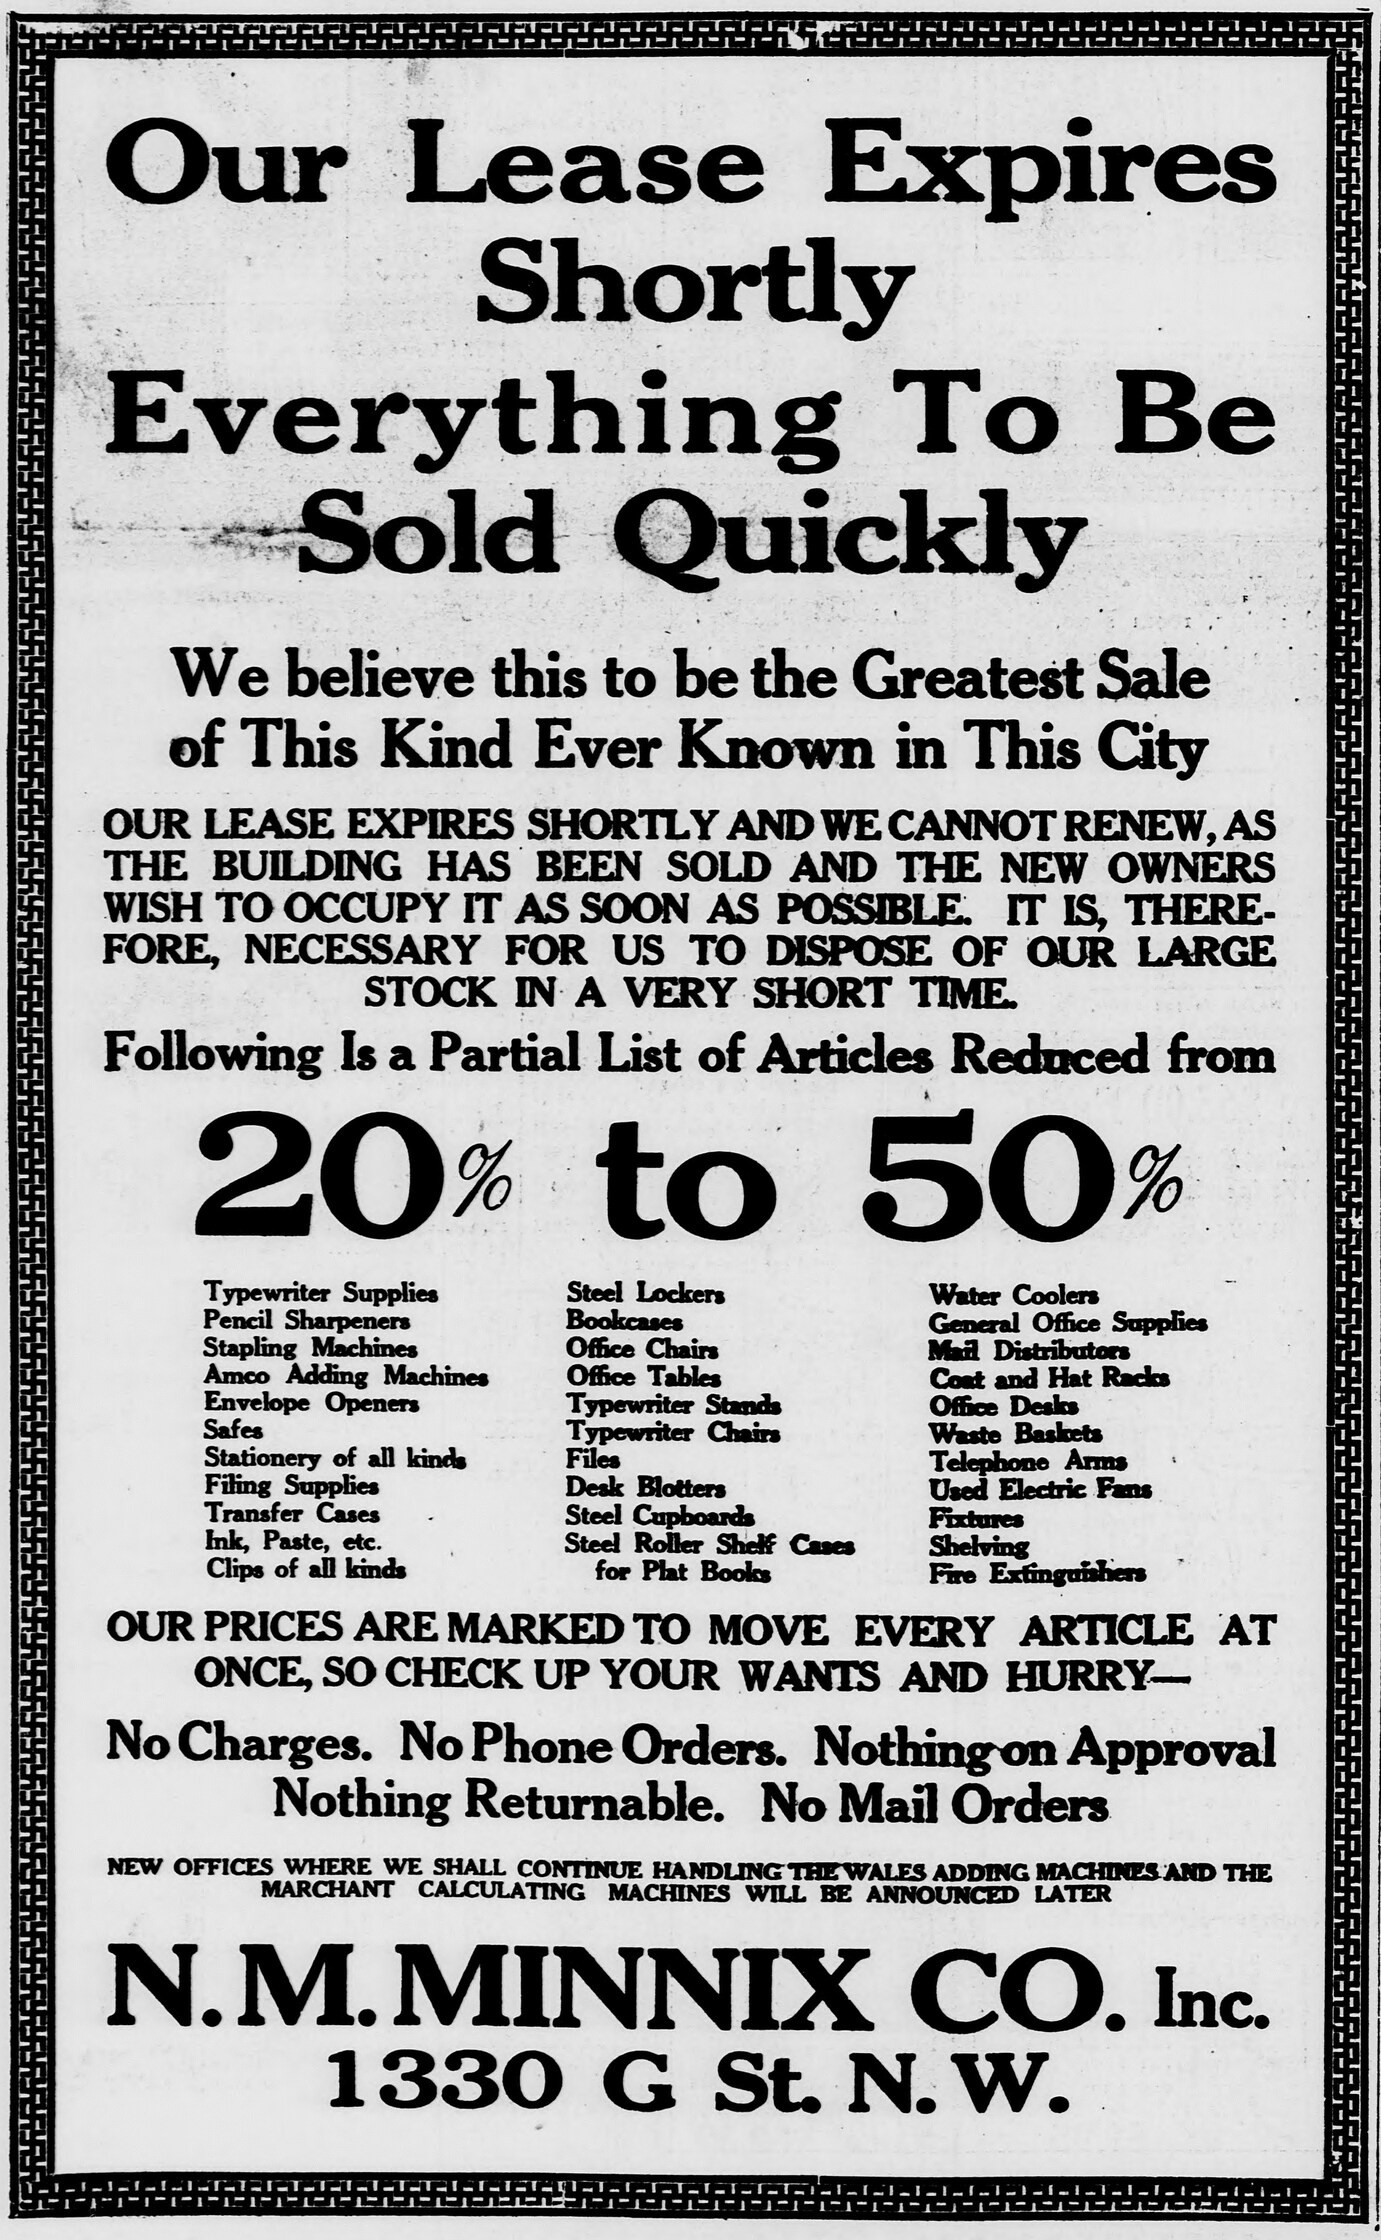 Our Lease Expires
Shortly
Everything To Be
Sold Quickly
We believe this to be the Greatest Sale
of This Kind Ever Known in This City
OUR LEASE EXPIRES SHORTLY AND WE CANNOT RENEW, AS
THE BUILDING HAS BEEN SOLD AND THE NEW OWNERS
WISH TO OCCUPY IT AS SOON AS POSSIBLE. IT IS, THERE-
FORE, NECESSARY FOR US TO DISPOSE OF OUR LARGE
STOCK IN A VERY SHORT TIME.
Following Is a Partial List of Articles Reduced from
20% to 50%
Typewriter Supplies
Pencil Sharpeners
Stapling Machines
Amco Adding Machines
Envelope Openers
Safes
Stationery of all kinds
Filing Supplies
Transfer Cases
Ink, Paste, etc.
Clips of all kinds
Steel Lockers
Bookcases
Office Chairs
Office Tables
Typewriter Stands
Typewriter Chairs
Files
Desk Blotters
Steel Cupboards
Steel Roller Shelf Cases
for Plat Books
Water Coolers
General Office Supplies
Mail Distributors
Coat and Hat Racks
Office Desks
Waste Baskets
Telephone Arms
Used Electric Fans
Fixtures
Shelving
Fire Extinguishers
OUR PRICES ARE MARKED TO MOVE EVERY ARTICLE AT
ONCE, SO CHECK UP YOUR WANTS AND HURRY—
No Charges. No Phone Orders. Nothing on Approval
Nothing Returnable. No Mail Orders
NEW OFFICES WHERE WE SHALL CONTINUE HANDLING THE WALES ADDING MACHINES AND THE
MARCHANT CALCULATING MACHINES WILL BE ANNOUNCED LATER
N. M. MINNIX CO. Inc.
1330 G St. N. W.